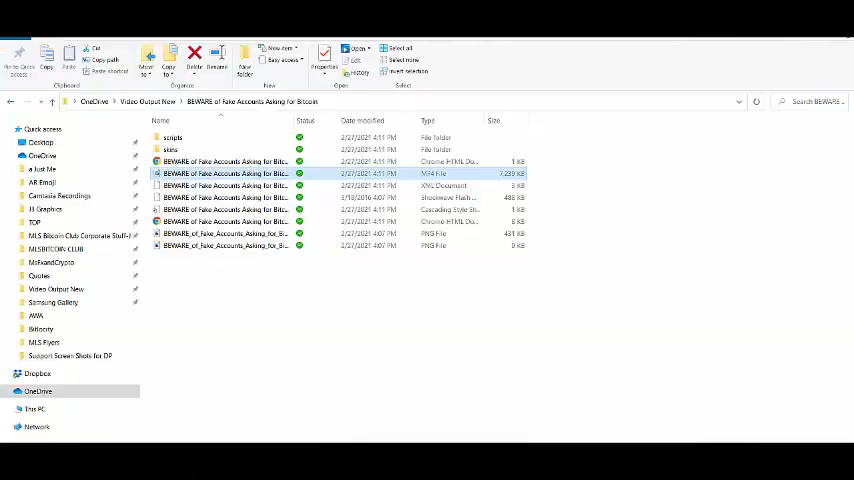 Pin to Quick access
Copy
Paste
Cut
Copy path
Paste shortcut
Clipboard
Move to
Copy to
Delete
Rename
Organize
New folder
New item
Easy access
New
Properties
Open
Edit
History
Open
Select all
Select none
Invert selection
Select
OneDrive > Video Output New > BEWARE of Fake Accounts Asking for Bitcoin
Search BEWARE ...
Name Status Date modified Type Size
scripts 2/27/2021 4:11 PM File folder
skins 2/27/2021 4:11 PM File folder
BEWARE of Fake Accounts Asking for Bitc... 2/27/2021 4:11 PM Chrome HTML Do... 1 KB
BEWARE of Fake Accounts Asking for Bitc... 2/27/2021 4:11 PM MP4 File 7,239 KB
BEWARE of Fake Accounts Asking for Bitc... 2/27/2021 4:11 PM XML Document 3 KB
BEWARE of Fake Accounts Asking for Bitc... 3/18/2016 4:07 PM Shockwave Flash ... 488 KB
BEWARE of Fake Accounts Asking for Bitc... 2/27/2021 4:11 PM Cascading Style Sh... 1 KB
BEWARE of Fake Accounts Asking for Bitc... 2/27/2021 4:11 PM Chrome HTML Do... 8 KB
BEWARE_of_Fake_Accounts_Asking_for_Bi... 2/27/2021 4:07 PM PNG File 431 KB
BEWARE_of_Fake_Accounts_Asking_for_Bi... 2/27/2021 4:07 PM PNG File
Quick access
Desktop
OneDrive
a Just Me
AR Emoji
Camtasia Recordings
J3 Graphics
TOP
MLS Bitcoin Club Corporate Stuff-J
MLSBITCOIN CLUB
MsFxandCrypto
Quotes
Video Output New
Samsung Gallery
AWA
Bitlocity
MLS Flyers
Support Screen Shots for DP
Dropbox
OneDrive
This PC
Network